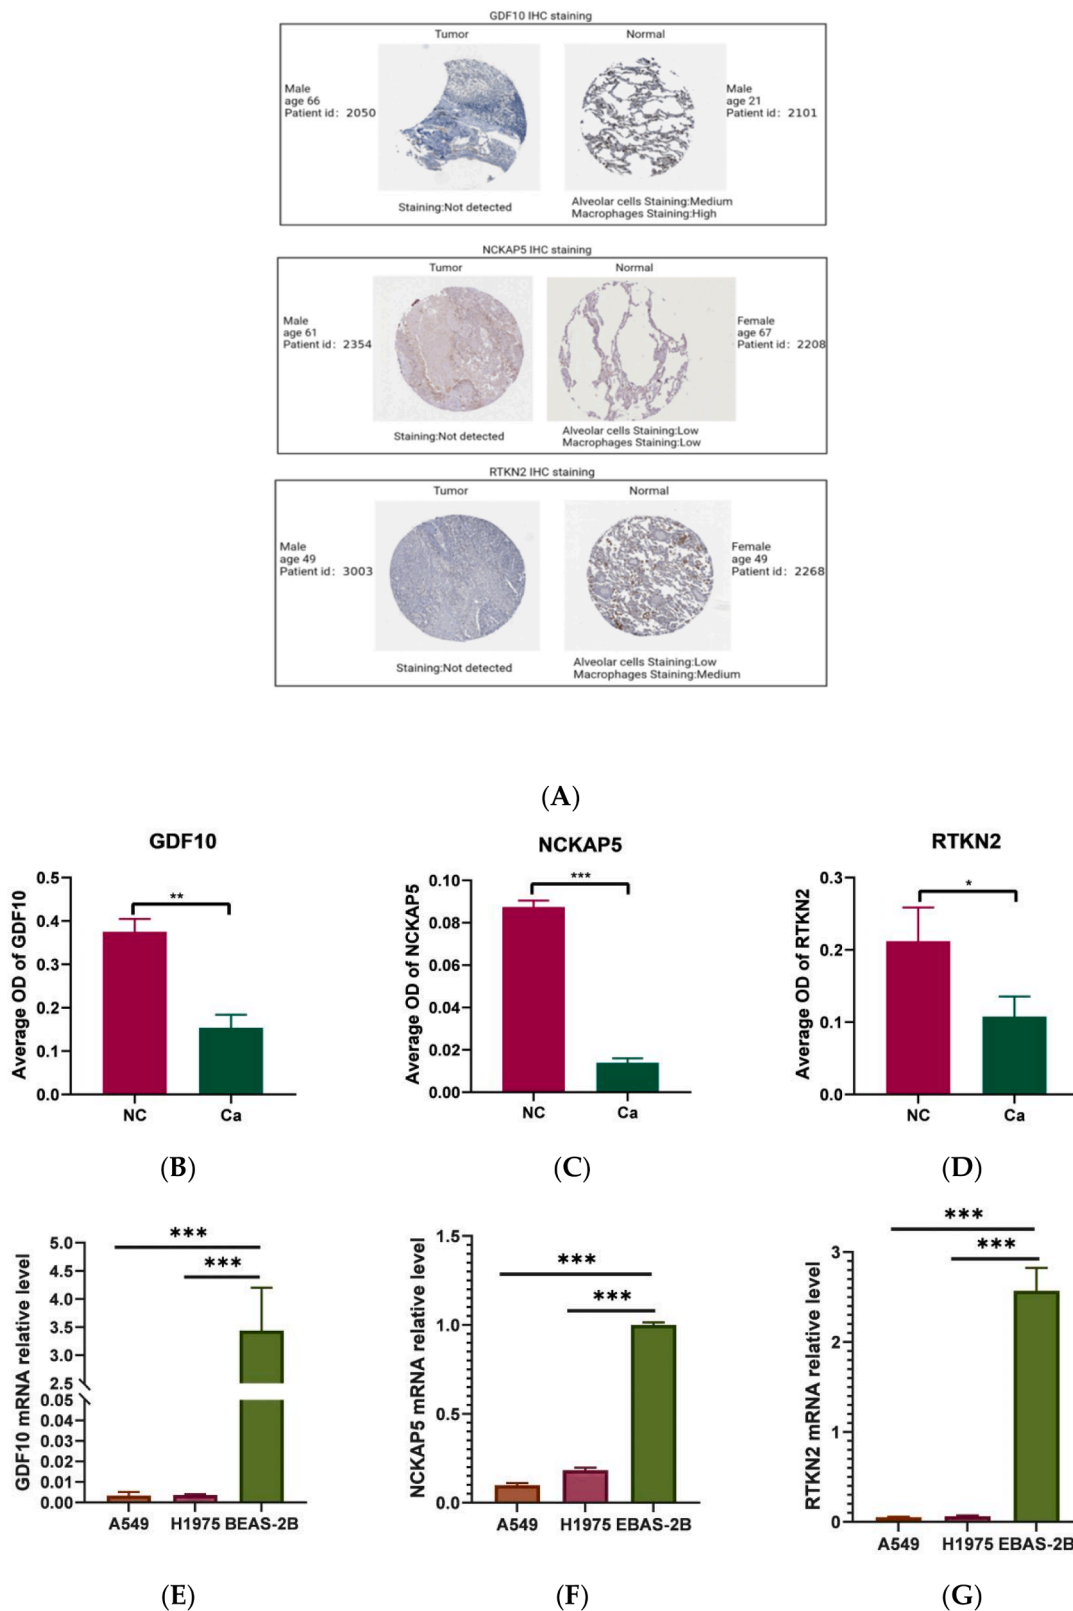 GDF10 IHC staining
Tumor Normal
Male
age 66
Patient id: 2050
Male
age 21
Patient id: 2101
Staining:Not detected
Alveolar cells Staining:Medium
Macrophages Staining:High
NCKAP5 IHC staining
Tumor Normal
Male
age 61
Patient id: 2354
Female
age 67
Patient id: 2208
Staining:Not detected
Alveolar cells Staining:Low
Macrophages Staining:Low
RTKN2 IHC staining
Tumor Normal
Male
age 49
Patient id: 3003
Female
age 49
Patient id: 2268
Staining:Not detected
Alveolar cells Staining:Low
Macrophages Staining:Medium
(A)
GDF10
Average OD of GDF10
0.5
0.4
0.3
0.2
0.1
0.0
**
NC Ca
(B)
NCKAP5
Average OD of NCKAP5
0.10
0.08
0.06
0.04
0.02
0.00
***
NC Ca
(C)
RTKN2
Average OD of RTKN2
0.3
0.2
0.1
0.0
*
NC Ca
(D)
GDF10 mRNA relative level
5.0
4.5
4.0
3.5
3.0
2.5
0.05
0.04
0.03
0.02
0.01
0.00
***
***
A549 H1975 BEAS-2B
(E)
NCKAP5 mRNA relative level
1.5
1.0
0.5
0.0
***
***
A549 H1975 EBAS-2B
(F)
RTKN2 mRNA relative level
3
2
1
0
***
***
A549 H1975 EBAS-2B
(G)